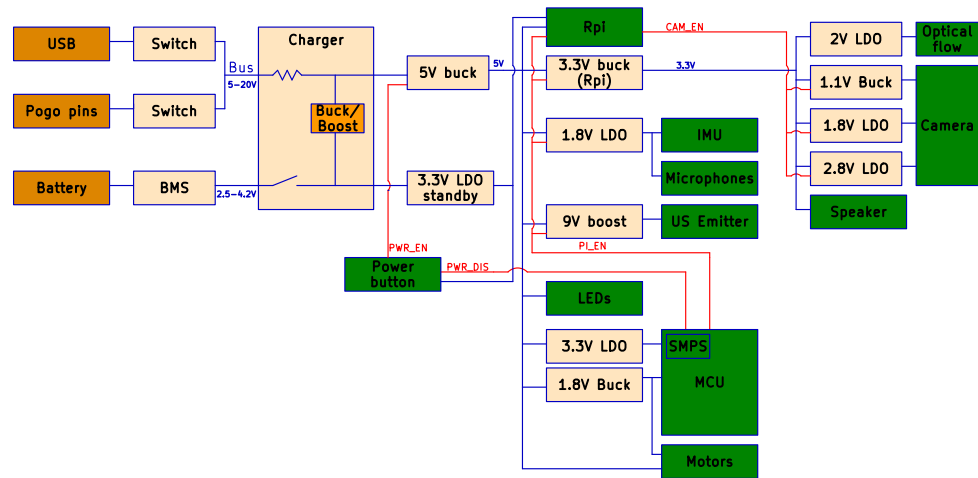 USB
Switch
Pogo pins
Switch
Battery
BMS
Bus
5-20V
2.5-4.2V
Charger
Buck/
Boost
5V buck
5V
3.3V LDO
standby
PWR_EN
Power
button
PWR_DIS
Rpi
CAM_EN
3.3V buck
(Rpi)
3.3V
1.8V LDO
IMU
Microphones
9V boost
US Emitter
PI_EN
LEDs
3.3V LDO
SMPS
MCU
1.8V Buck
Motors
2V LDO
Optical
flow
1.1V Buck
1.8V LDO
2.8V LDO
Camera
Speaker